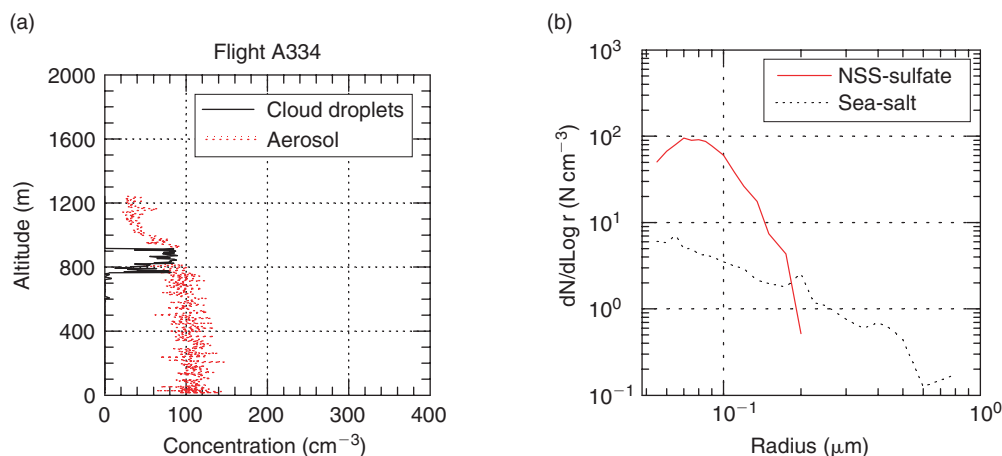 (a)
Flight A334
2000
1600
1200
800
400
0
Altitude (m)
Cloud droplets
Aerosol
0 100 200 300 400
Concentration (cm⁻³)
(b)
10³
10²
10¹
10⁰
10⁻¹
dN/dLog r (N cm⁻³)
NSS-sulfate
Sea-salt
10⁻¹ 10⁰
Radius (μm)